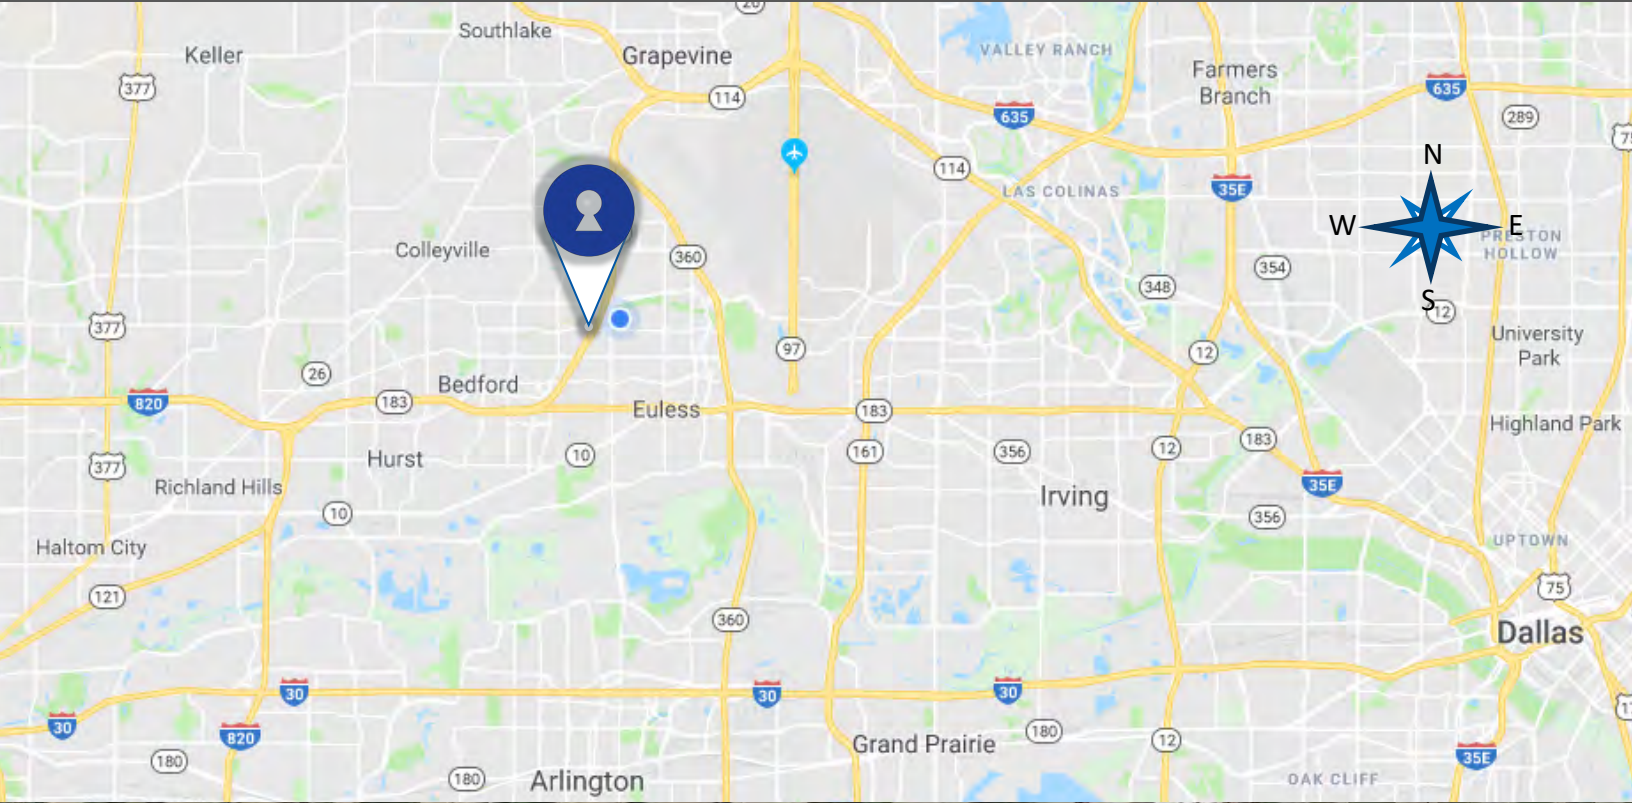 26
Southlake
Keller
Grapevine
VALLEY RANCH
Farmers
Branch
377
114
635
635
289
75
N
114
LAS COLINAS
35E
W
E
PRESTON
HOLLOW
Colleyville
360
354
348
S
12
377
University
Park
97
12
26
Bedford
820
183
Euless
183
Highland Park
183
161
356
12
10
Hurst
377
Richland Hills
35E
Irving
10
356
Haltom City
UPTOWN
75
121
360
Dallas
30
30
30
30
820
180
12
Grand Prairie
35E
180
180
Arlington
OAK CLIFF